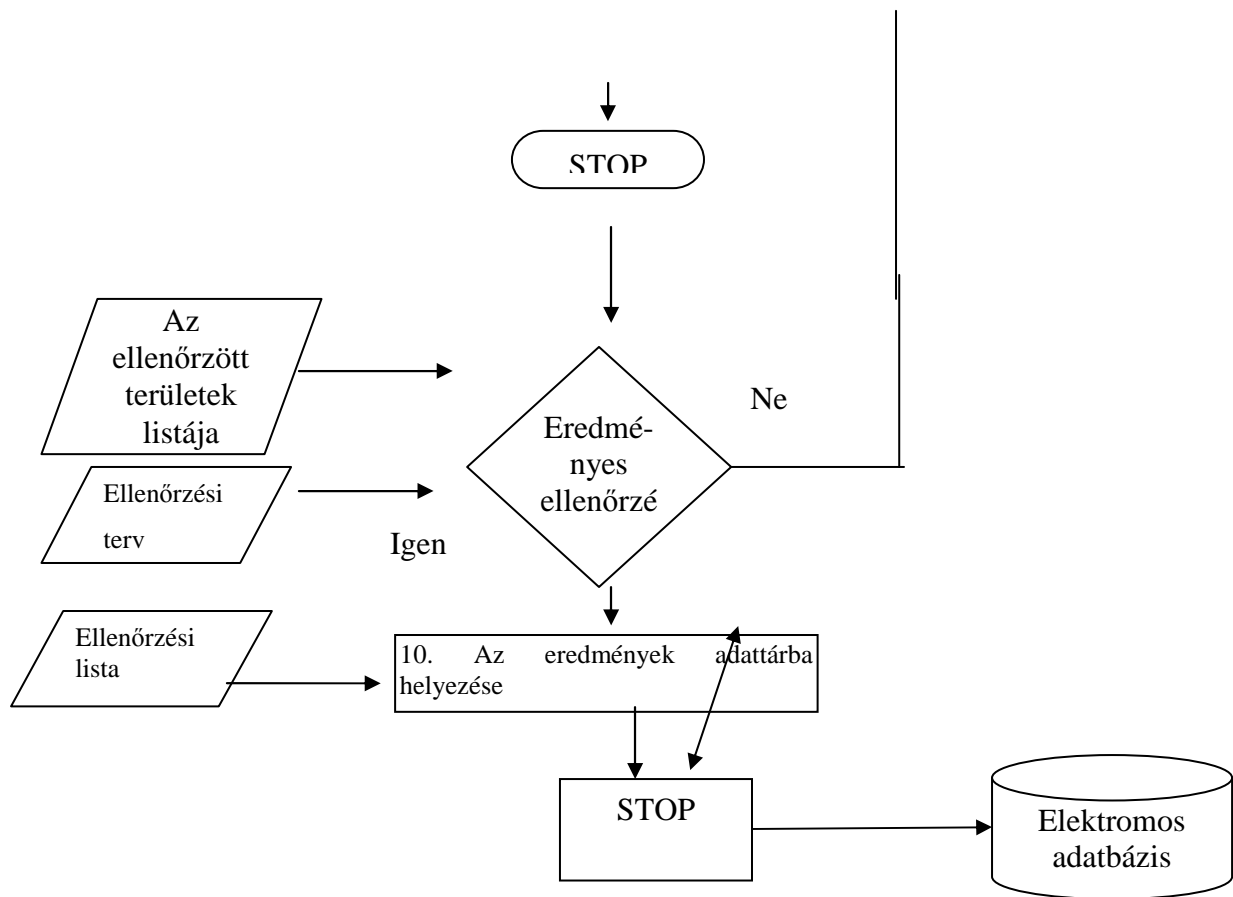 STOP
Az
ellenőrzött
területek
listája
Eredmé-
nyes
ellenőrzé
Ne
Ellenőrzési
terv
Igen
Ellenőrzési
lista
10. Az eredmények adattárba
helyezése
STOP
Elektromos
adatbázis